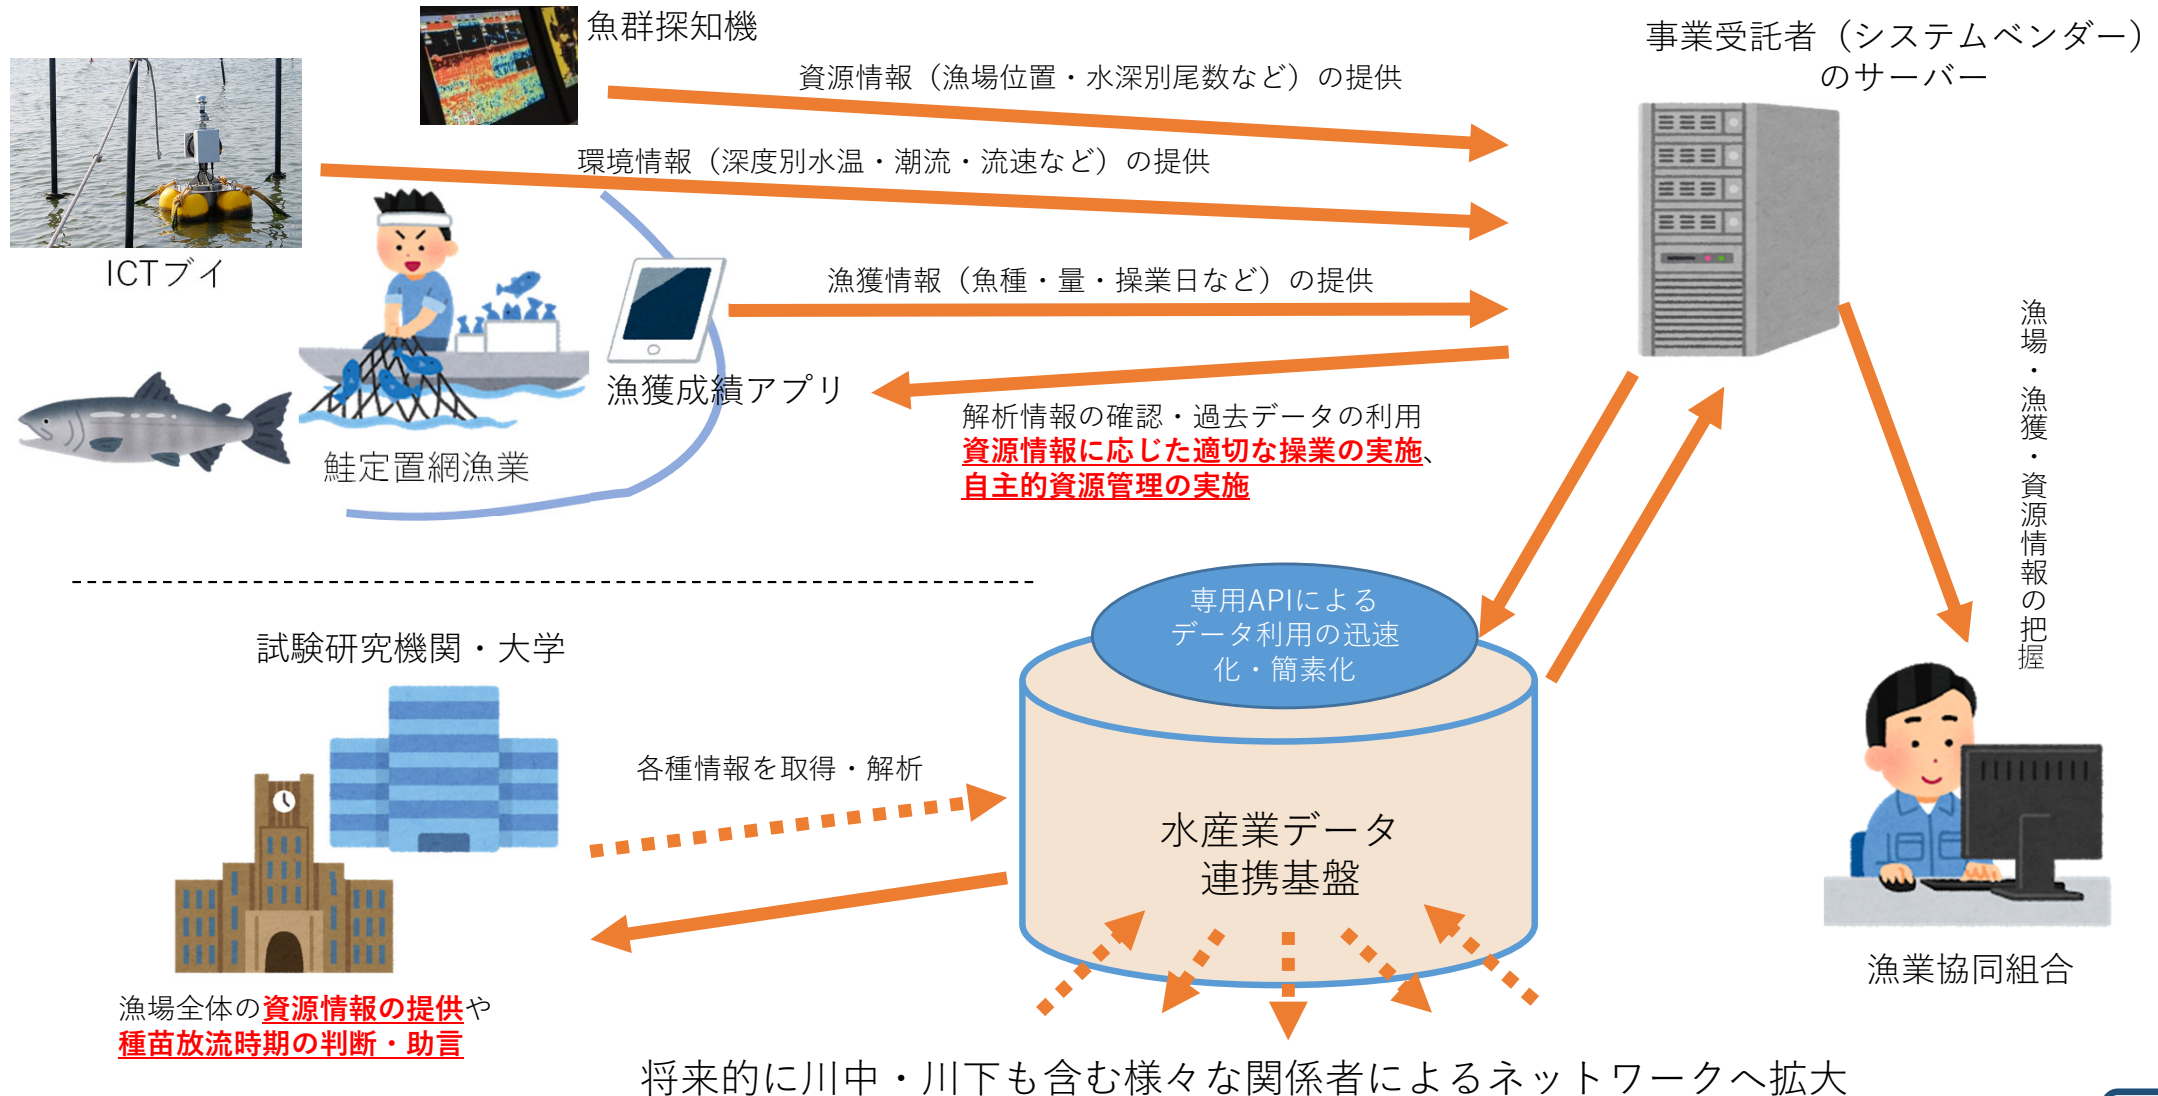 魚群探知機
事業受託者（システムベンダー）
のサーバー
資源情報（漁場位置・水深別尾数など）の提供
環境情報（深度別水温・潮流・流速など）の提供
ICTブイ
漁獲情報（魚種・量・操業日など）の提供
漁獲成績アプリ
鮭定置網漁業
解析情報の確認・過去データの利用
資源情報に応じた適切な操業の実施、
自主的資源管理の実施
漁場・漁獲・資源情報の把握
専用APIによる
データ利用の迅速
化・簡素化
試験研究機関・大学
各種情報を取得・解析
水産業データ
連携基盤
漁業協同組合
漁場全体の資源情報の提供や
種苗放流時期の判断・助言
将来的に川中・川下も含む様々な関係者によるネットワークへ拡大